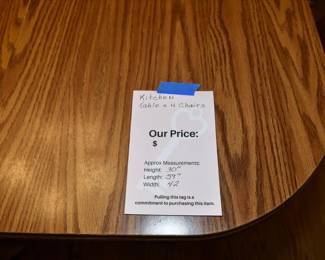 Kitchen
Table & 4 Chairs
Our Price:
$
Approx Measurements:
Height: 30"
Length: 59"
Width: 42
Pulling this tag is a
commitment to purchasing this item.